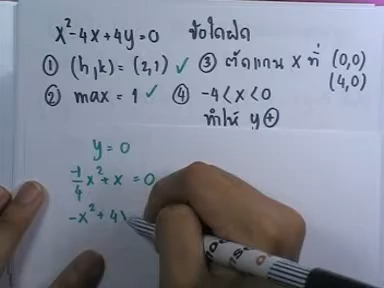 x²-4x+4y=0 ข้อใดผิด
① (h,k)=(2,1) ✓ ③ ตัดแกน x ที่ (0,0)
(4,0)
② max = 1 ✓ ④ -4<x<0
ทำให้ y⊕
y = 0
-1/4 x²+x = 0
-x²+4